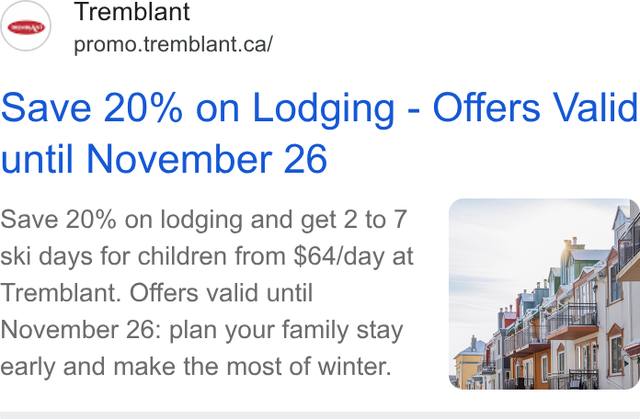 Tremblant
promo.tremblant.ca/
Save 20% on Lodging - Offers Valid
until November 26
Save 20% on lodging and get 2 to 7
ski days for children from $64/day at
Tremblant. Offers valid until
November 26: plan your family stay
early and make the most of winter.